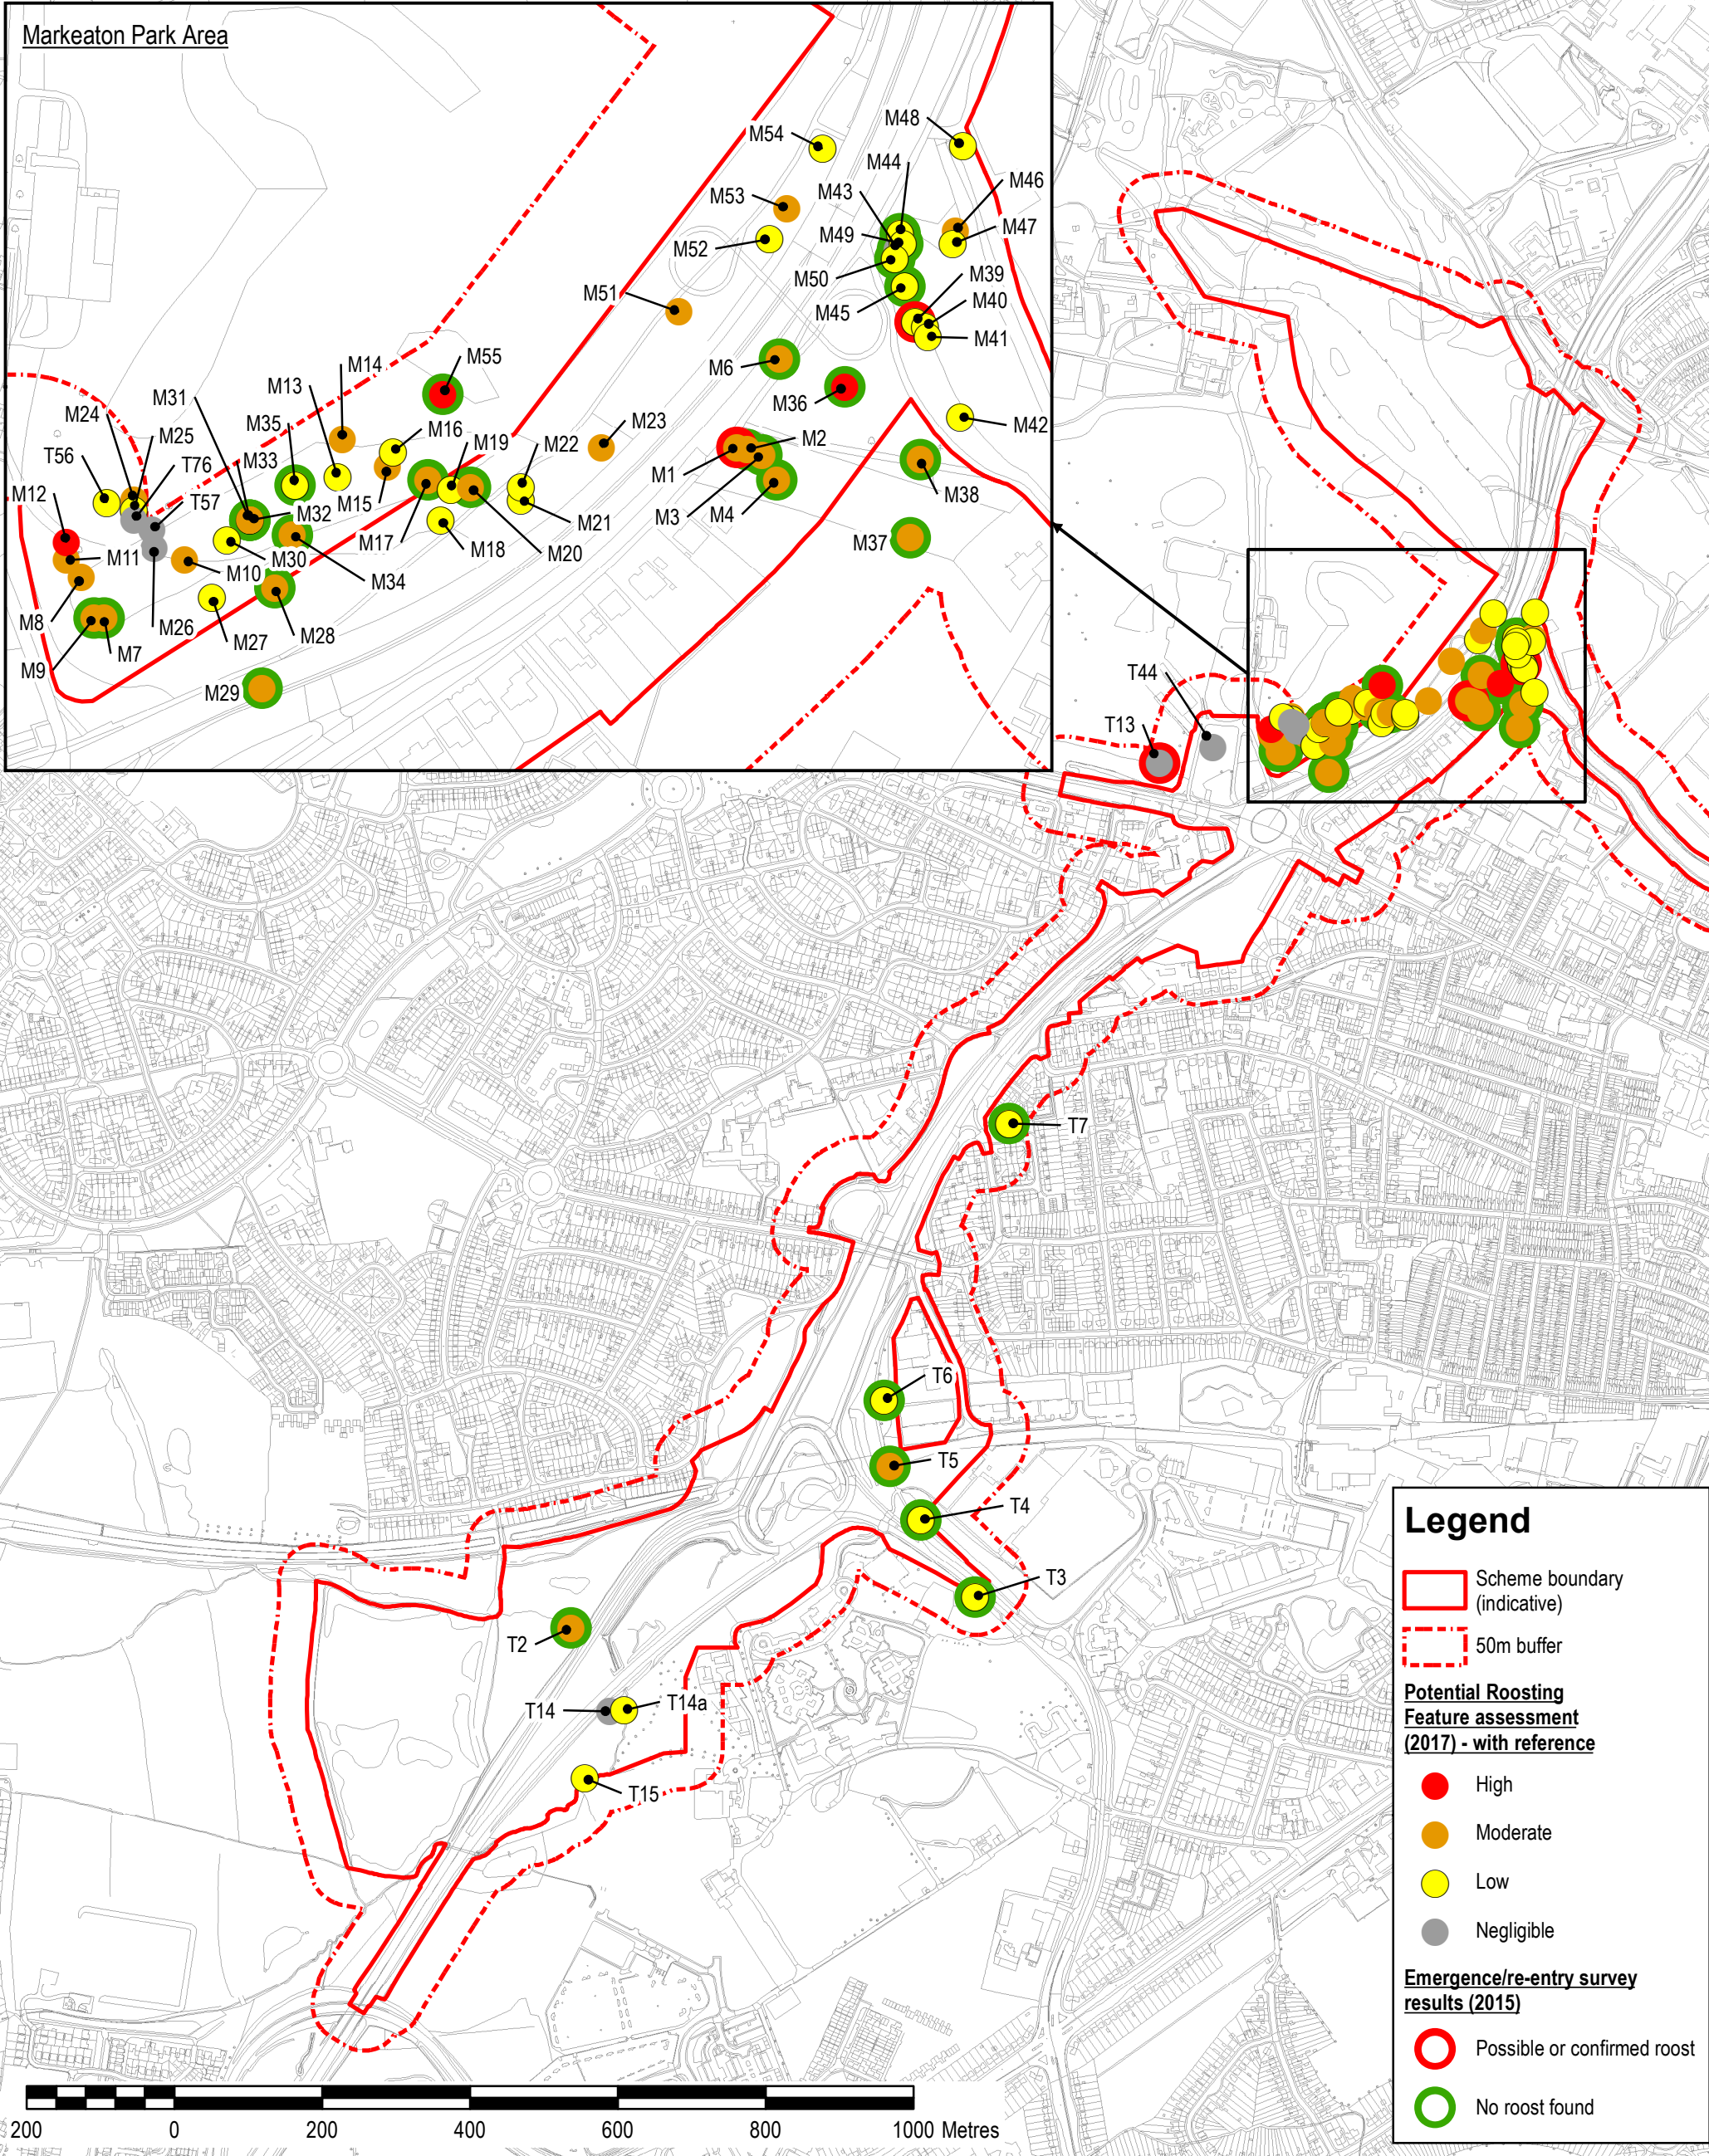 Markeaton Park Area
M48
M54
M44
M43
M46
M53
M49
M47
M52
M50
M39
M51
M45
M40
M41
M14
M55
M6
M13
M31
M36
M24
M35
M16
M23
M42
M25
M19
M22
M2
T56
T76
M33
M1
M12
T57
M15
M38
M32
M21
M3
M4
M17
M11
M30
M18
M20
M37
M10
M34
M8
M26
M27
M28
M7
M9
M29
T44
T13
T7
T6
T5
T4
T3
T2
T14
T14a
T15
Legend
Scheme boundary
(indicative)
50m buffer
Potential Roosting
Feature assessment
(2017) - with reference
High
Moderate
Low
Negligible
Emergence/re-entry survey
results (2015)
Possible or confirmed roost
No roost found
200 0 200 400 600 800 1000 Metres